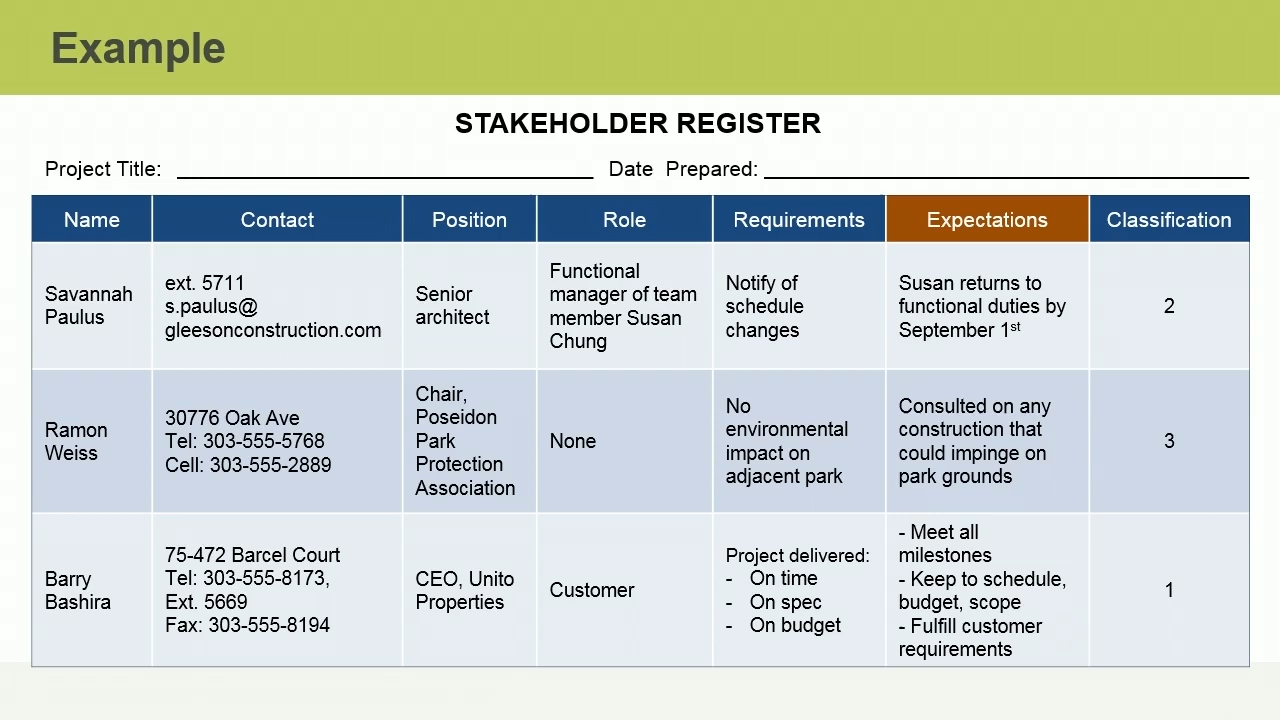 Example
STAKEHOLDER REGISTER
Project Title: Date Prepared:
Name Contact Position Role Requirements Expectations Classification
Savannah
Paulus
ext. 5711
s.paulus@
gleesonconstruction.com
Senior
architect
Functional
manager of team
member Susan
Chung
Notify of
schedule
changes
Susan returns to
functional duties by
September 1st
2
Ramon
Weiss
30776 Oak Ave
Tel: 303-555-5768
Cell: 303-555-2889
Chair,
Poseidon
Park
Protection
Association
None
No
environmental
impact on
adjacent park
Consulted on any
construction that
could impinge on
park grounds
3
Barry
Bashira
75-472 Barcel Court
Tel: 303-555-8173,
Ext. 5669
Fax: 303-555-8194
CEO, Unito
Properties
Customer
Project delivered:
- On time
- On spec
- On budget
- Meet all
milestones
- Keep to schedule,
budget, scope
- Fulfill customer
requirements
1